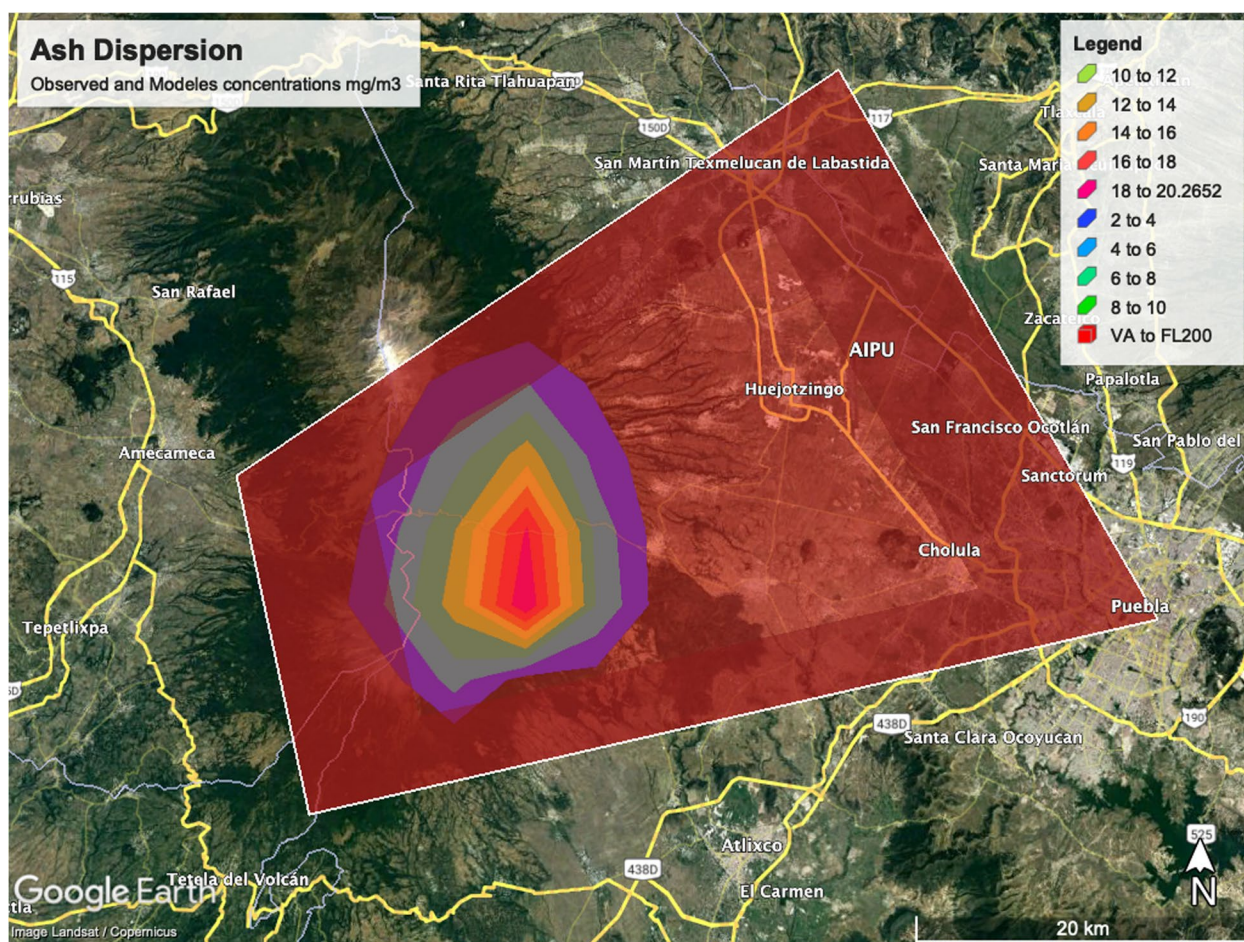 Ash Dispersion
Observed and Modeles concentrations mg/m3
Legend
10 to 12
12 to 14
14 to 16
16 to 18
18 to 20.2652
2 to 4
4 to 6
6 to 8
8 to 10
VA to FL200
Santa Rita Tlahuapan
150D
117
San Martín Texmelucan de Labastida
Santa María
rrubias
115
San Rafael
AIPU
Papalotla
Huejotzingo
San Francisco Ocotlán
San Pablo del
Amecameca
119
Sanctorum
Cholula
Puebla
Tepetlixpa
5D
190
438D
Santa Clara Ocoyucan
525
Atlixco
438D
Tetela del Volcán
El Carmen
N
Google Earth
tla
20 km
Image Landsat / Copernicus